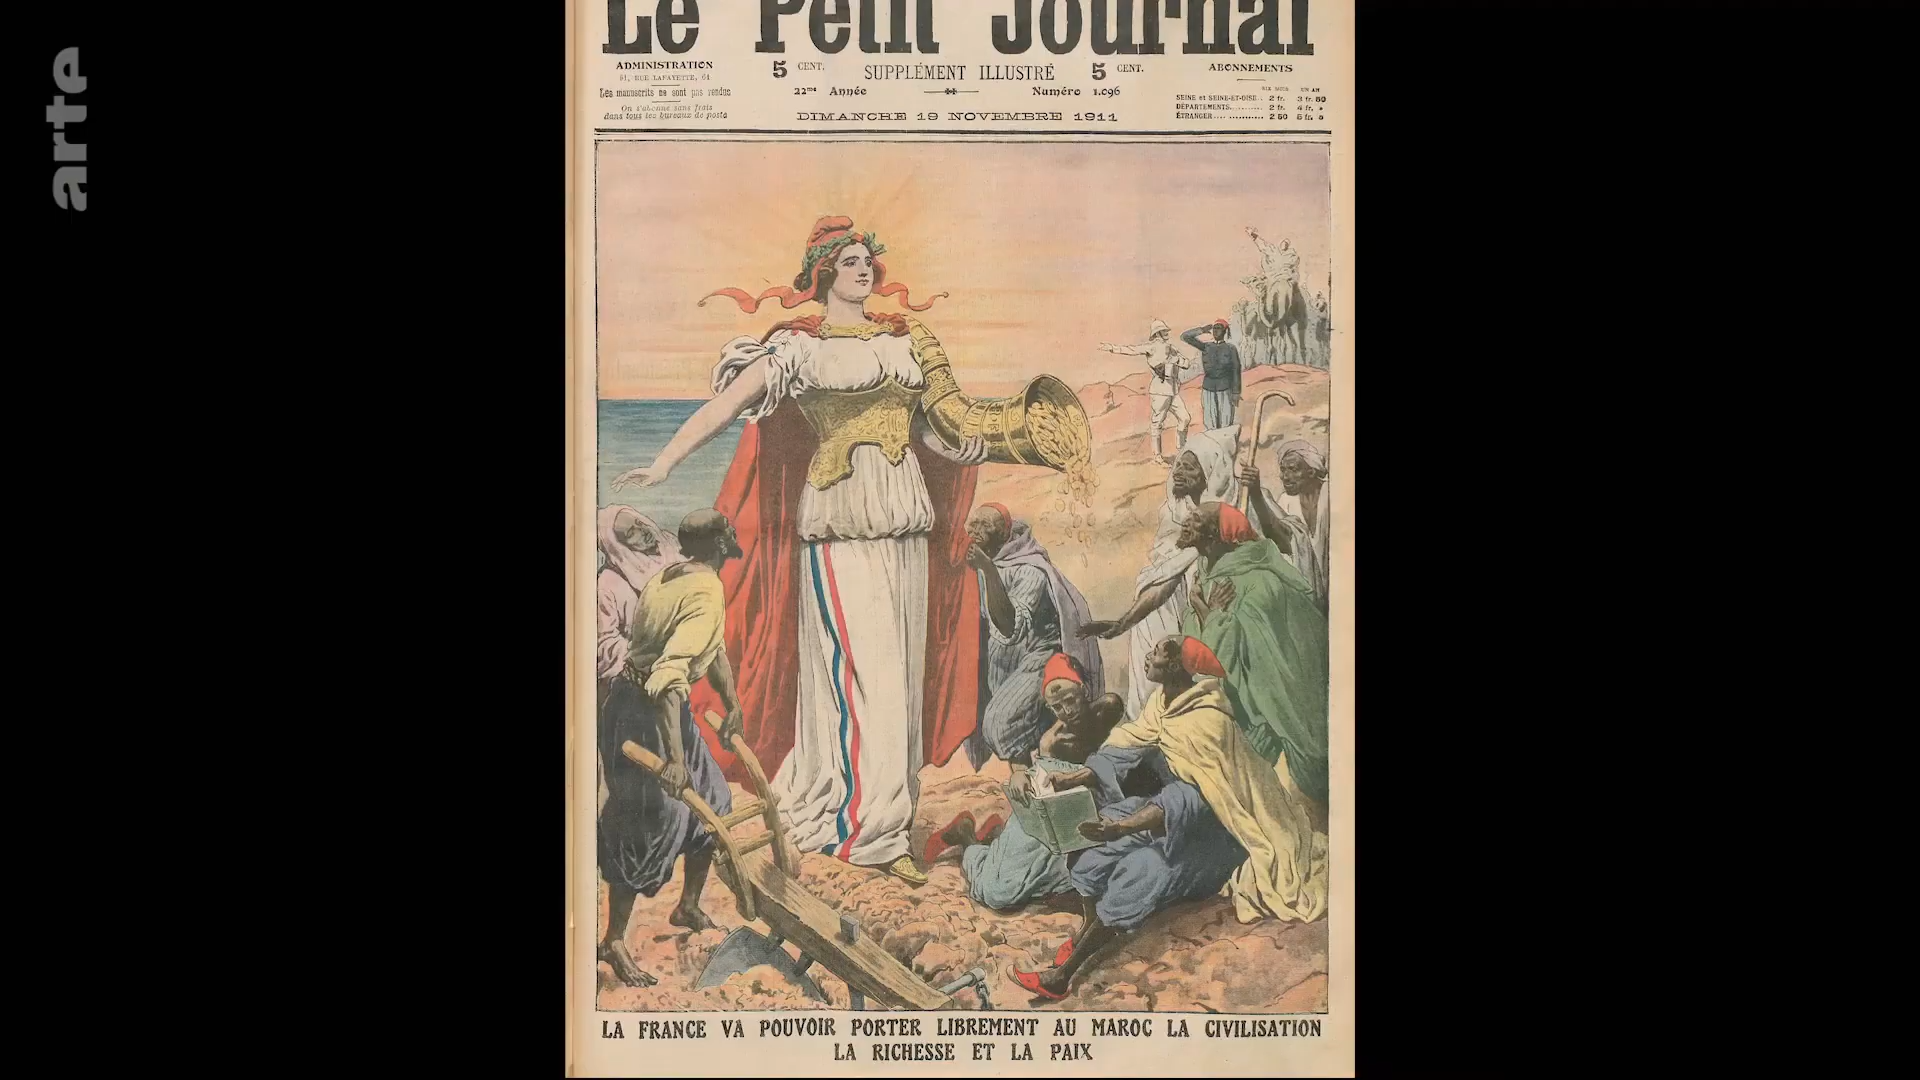 arte
Le Petit Journal
ADMINISTRATION
61, RUE LAFAYETTE, 61
Les manuscrits ne sont pas rendus
On s'abonne sans frais
dans tous les bureaux de poste
5 CENT.
SUPPLÉMENT ILLUSTRÉ
5 CENT.
22me Année
Numéro 1.096
DIMANCHE 19 NOVEMBRE 1911
ABONNEMENTS
SIX MOIS UN AN
SEINE et SEINE-ET-OISE.. 2 fr. 3 fr. 50
DÉPARTEMENTS.......... 2 fr. 4 fr. »
ÉTRANGER.... ............ 2 50 5 fr. »
LA FRANCE VA POUVOIR PORTER LIBREMENT AU MAROC LA CIVILISATION
LA RICHESSE ET LA PAIX